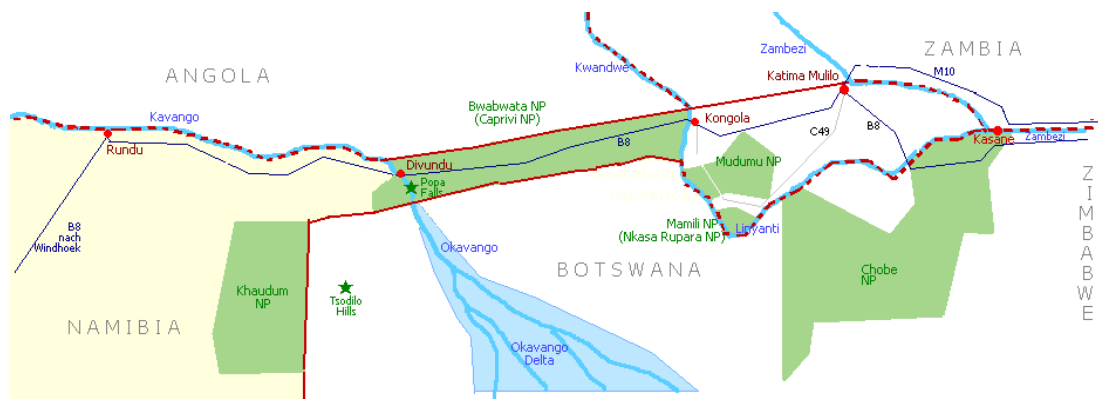 ANGOLA
Kavango
Rundu
B8
nach
Windhoek
NAMIBIA
Khaudum
NP
Tsodilo
Hills
Divundu
Popa
Falls
Bwabwata NP
(Caprivi NP)
Kwandwe
Kongola
B8
Okavango
Okavango
Delta
BOTSWANA
Mudumu NP
Mamili NP
(Nkasa Rupara NP)
Linyanti
Zambezi
Katima Mulilo
ZAMBIA
M10
C49
B8
Kasane
Zambezi
Chobe
NP
ZIMBABWE